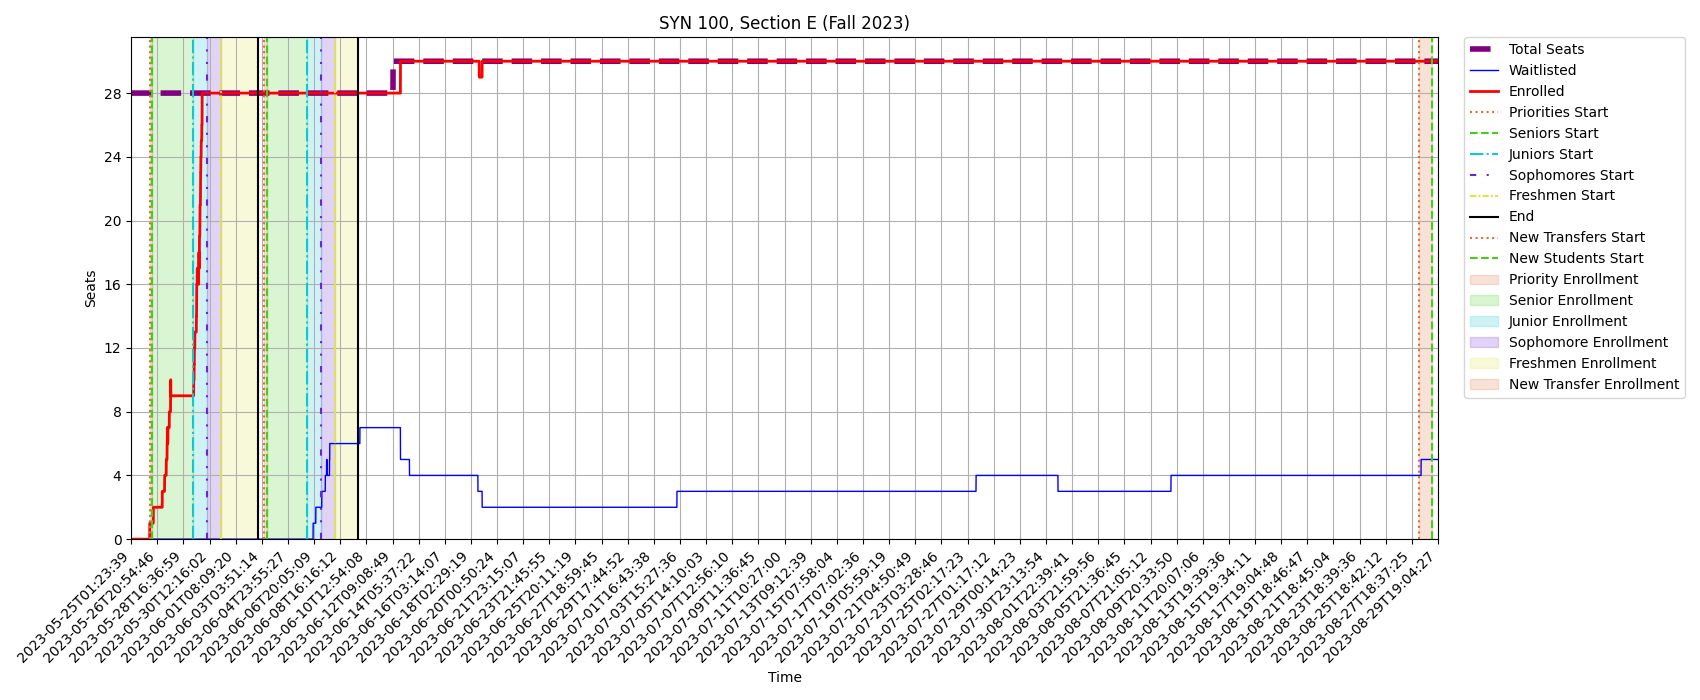 SYN 100, Section E (Fall 2023)
Seats
28
24
20
16
12
8
4
0
2023-05-25T01:23:39
2023-05-26T20:54:46
2023-05-28T16:36:59
2023-05-30T12:16:02
2023-06-01T08:09:20
2023-06-03T03:51:14
2023-06-04T23:55:27
2023-06-06T20:05:09
2023-06-08T16:16:12
2023-06-10T12:54:08
2023-06-12T09:08:49
2023-06-14T05:37:22
2023-06-16T03:14:07
2023-06-18T02:29:19
2023-06-20T00:50:24
2023-06-21T23:15:07
2023-06-23T21:45:55
2023-06-25T20:11:19
2023-06-27T18:59:45
2023-06-29T17:44:52
2023-07-01T16:43:38
2023-07-03T15:27:36
2023-07-05T14:10:03
2023-07-07T12:56:10
2023-07-09T11:36:45
2023-07-11T10:27:00
2023-07-13T09:12:39
2023-07-15T07:58:04
2023-07-17T07:02:36
2023-07-19T05:59:19
2023-07-21T04:50:49
2023-07-23T03:28:46
2023-07-25T02:17:23
2023-07-27T01:17:12
2023-07-29T00:14:23
2023-07-30T23:13:54
2023-08-01T22:39:41
2023-08-03T21:59:56
2023-08-05T21:36:45
2023-08-07T21:05:12
2023-08-09T20:33:50
2023-08-11T20:07:06
2023-08-13T19:39:36
2023-08-15T19:34:11
2023-08-17T19:04:48
2023-08-19T18:46:47
2023-08-21T18:45:04
2023-08-23T18:39:36
2023-08-25T18:42:12
2023-08-27T18:37:25
2023-08-29T19:04:27
Time
Total Seats
Waitlisted
Enrolled
Priorities Start
Seniors Start
Juniors Start
Sophomores Start
Freshmen Start
End
New Transfers Start
New Students Start
Priority Enrollment
Senior Enrollment
Junior Enrollment
Sophomore Enrollment
Freshmen Enrollment
New Transfer Enrollment